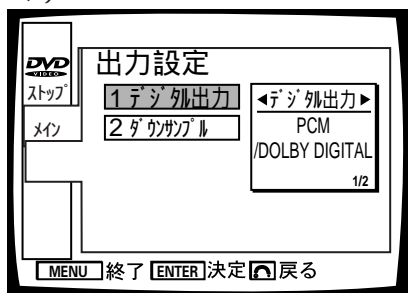 DVD
VIDEO
ストップ
メイン
出力設定
1 デジタル出力
2 ダウンサンプル
◀デジタル出力▶
PCM
/DOLBY DIGITAL
1/2
MENU 終了 ENTER 決定 戻る